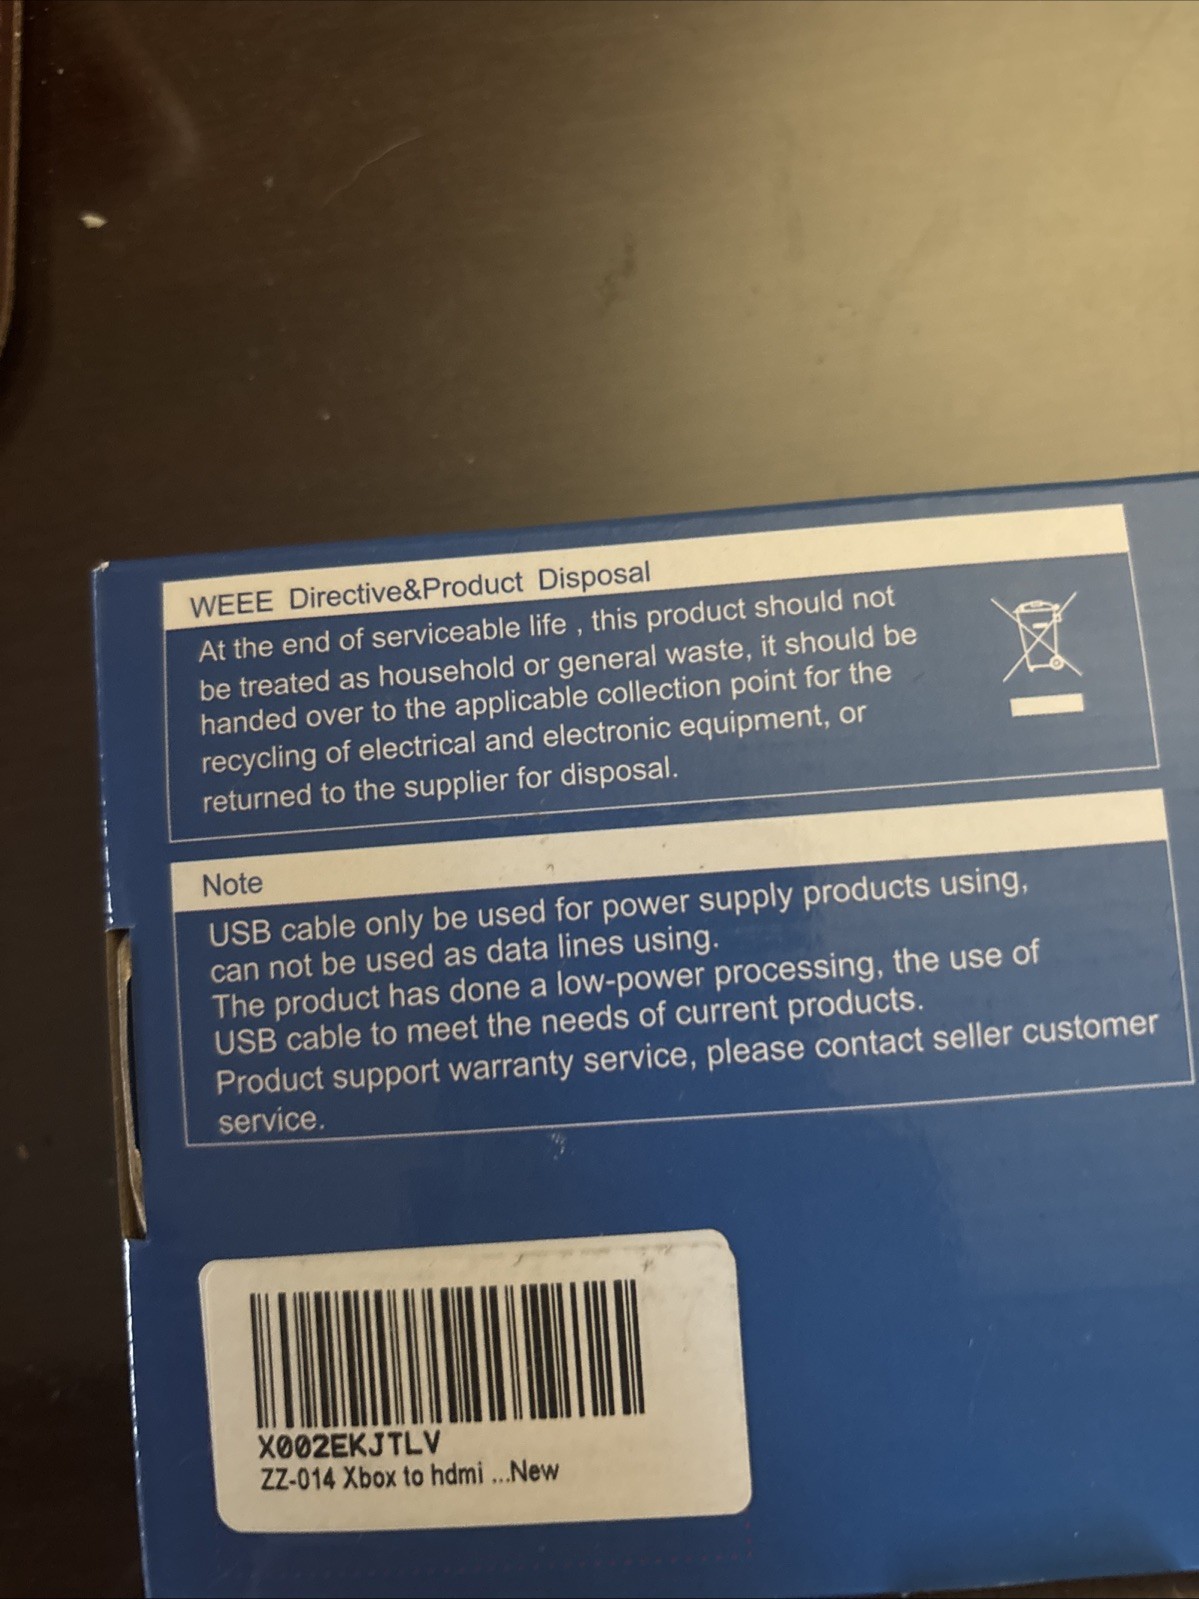 WEEE Directive&Product Disposal
At the end of serviceable life , this product should not
be treated as household or general waste, it should be
handed over to the applicable collection point for the
recycling of electrical and electronic equipment, or
returned to the supplier for disposal.
Note
USB cable only be used for power supply products using,
can not be used as data lines using.
The product has done a low-power processing, the use of
USB cable to meet the needs of current products.
Product support warranty service, please contact seller customer
service.
X002EKJTLV
ZZ-014 Xbox to hdmi ...New